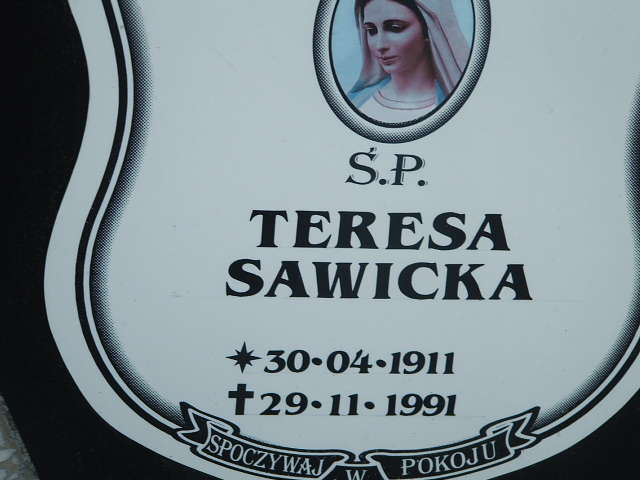 Ś.P.
TERESA
SAWICKA
✴30·04·1911
✝29·11·1991
SPOCZYWAJ W POKOJU